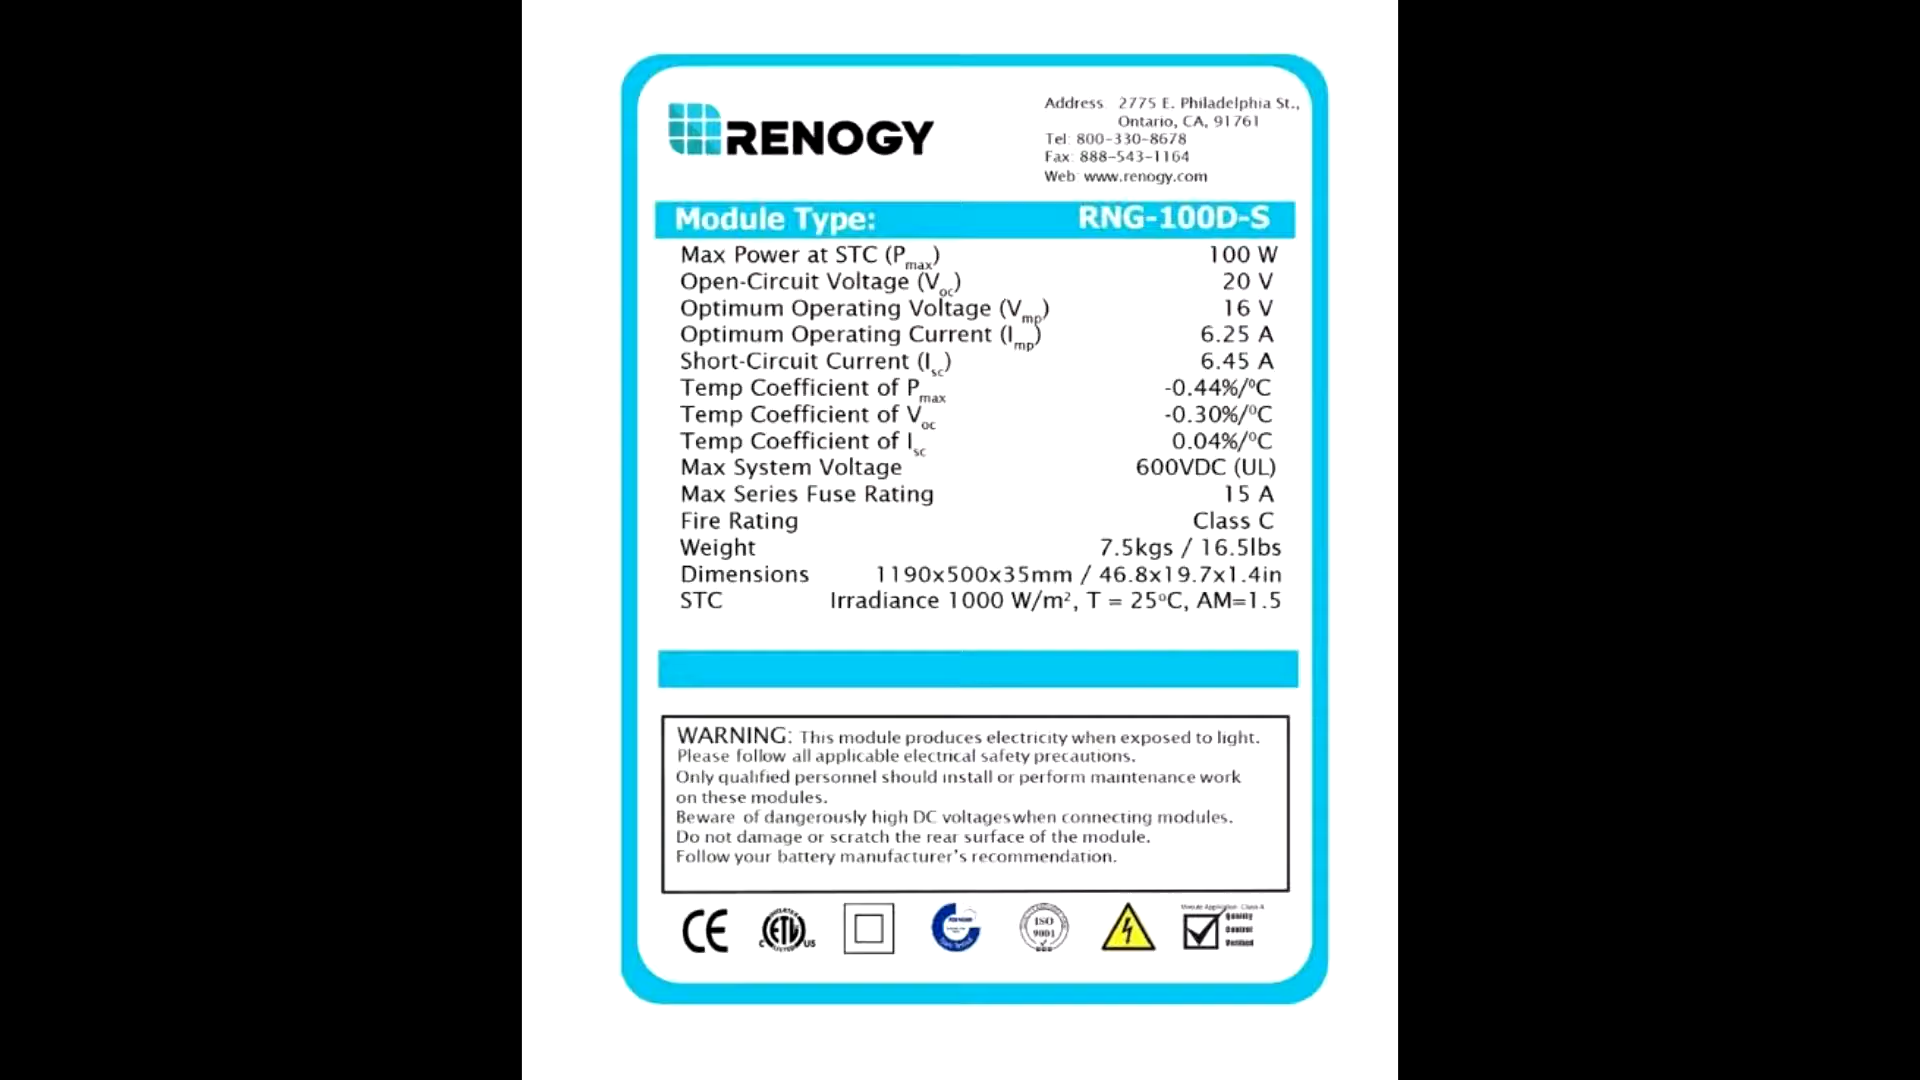 RENOGY
Address: 2775 E. Philadelphia St.,
Ontario, CA, 91761
Tel: 800-330-8678
Fax: 888-543-1164
Web: www.renogy.com
Module Type: RNG-100D-S
Max Power at STC (Pmax) 100 W
Open-Circuit Voltage (Voc) 20 V
Optimum Operating Voltage (Vmp) 16 V
Optimum Operating Current (Imp) 6.25 A
Short-Circuit Current (Isc) 6.45 A
Temp Coefficient of Pmax -0.44%/°C
Temp Coefficient of Voc -0.30%/°C
Temp Coefficient of Isc 0.04%/°C
Max System Voltage 600VDC (UL)
Max Series Fuse Rating 15 A
Fire Rating Class C
Weight 7.5kgs / 16.5lbs
Dimensions 1190x500x35mm / 46.8x19.7x1.4in
STC Irradiance 1000 W/m², T = 25°C, AM=1.5
WARNING: This module produces electricity when exposed to light.
Please follow all applicable electrical safety precautions.
Only qualified personnel should install or perform maintenance work
on these modules.
Beware of dangerously high DC voltages when connecting modules.
Do not damage or scratch the rear surface of the module.
Follow your battery manufacturer's recommendation.
CE
C ETL US
ISO
9001
Module Application Class A
Quality
Control
Verified